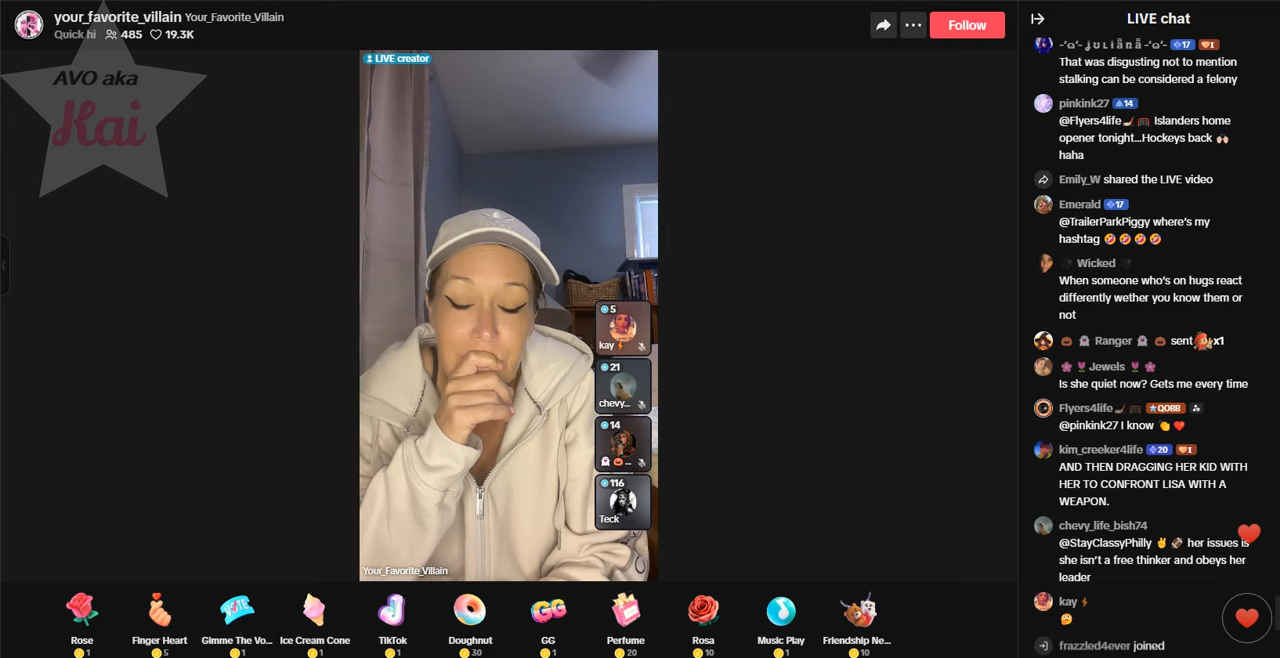 your_favorite_villain Your_Favorite_Villain
Quick hi 485 19.3K
Follow
AVO aka
Kai
LIVE creator
5
kay
21
chevy...
14
...
116
Teck
Your_Favorite_Villain
Rose
1
Finger Heart
5
Gimme The Vo...
1
Ice Cream Cone
1
TikTok
1
Doughnut
30
GG
1
Perfume
20
Rosa
10
Music Play
1
Friendship Ne...
10
LIVE chat
17 I
That was disgusting not to mention
stalking can be considered a felony
pinkink27 14
@Flyers4life🏒🥅 Islanders home
opener tonight...Hockeys back 🙌🏻
haha
Emily_W shared the LIVE video
Emerald 17
@TrailerParkPiggy where's my
hashtag 🤣🤣🤣🤣
Wicked
When someone who's on hugs react
differently wether you know them or
not
🎃 👻 Ranger 👻 🎃 sent x1
🌸🌷Jewels 🌷🌸
Is she quiet now? Gets me every time
Flyers4life🏒🥅 QOBB
@pinkink27 I know 👏❤️
kim_creeker4life 20 I
AND THEN DRAGGING HER KID WITH
HER TO CONFRONT LISA WITH A
WEAPON.
chevy_life_bish74
@StayClassyPhilly ✌️🏈 her issues is
she isn't a free thinker and obeys her
leader
kay⚡
🤔
frazzled4ever joined